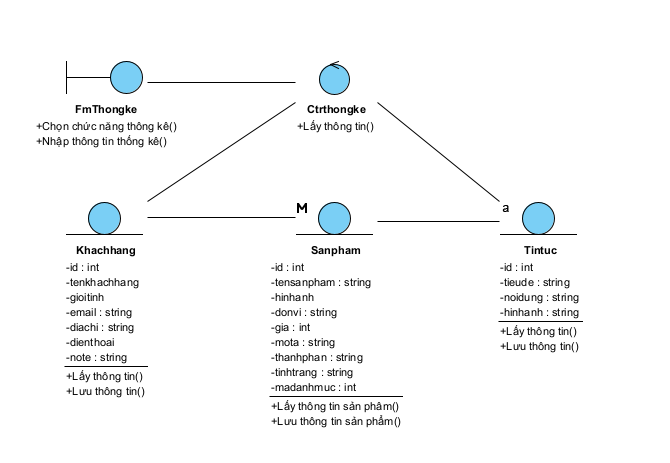 FmThongke
+Chọn chức năng thông kê()
+Nhập thông tin thống kê()
Ctrthongke
+Lấy thông tin()
Khachhang
-id : int
-tenkhachhang
-gioitinh
-email : string
-diachi : string
-dienthoai
-note : string
+Lấy thông tin()
+Lưu thông tin()
M
Sanpham
-id : int
-tensanpham : string
-hinhanh
-donvi : string
-gia : int
-mota : string
-thanhphan : string
-tinhtrang : string
-madanhmuc : int
+Lấy thông tin sản phâm()
+Lưu thông tin sản phẩm()
a
Tintuc
-id : int
-tieude : string
-noidung : string
-hinhanh : string
+Lấy thông tin()
+Lưu thông tin()